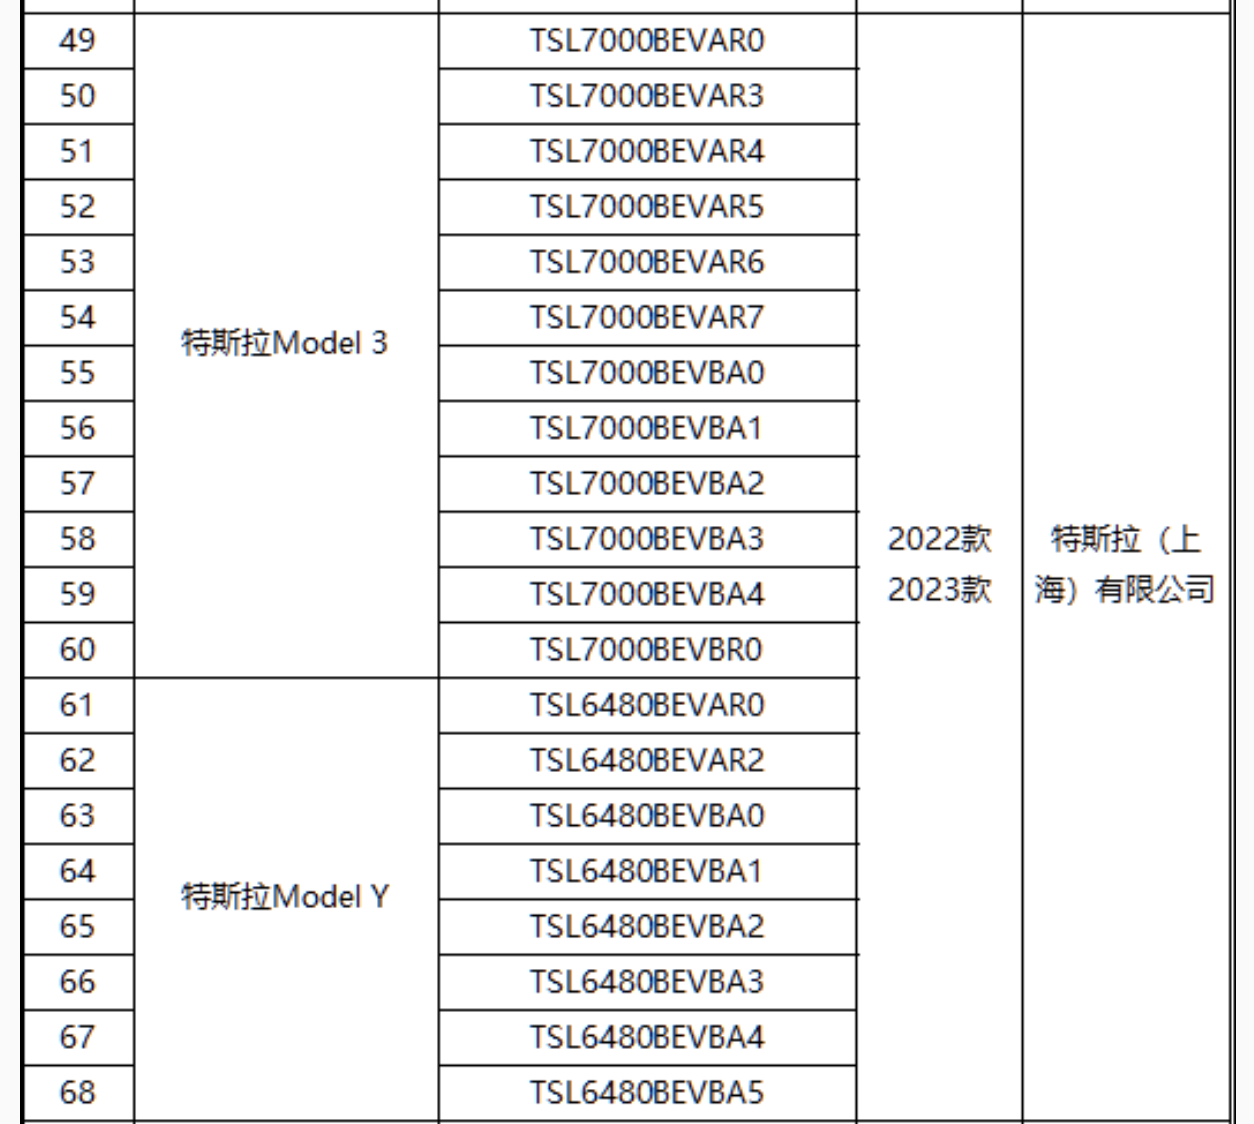 49 TSL7000BEVAR0
50 TSL7000BEVAR3
51 TSL7000BEVAR4
52 TSL7000BEVAR5
53 TSL7000BEVAR6
54 TSL7000BEVAR7
特斯拉Model 3
55 TSL7000BEVBA0
56 TSL7000BEVBA1
57 TSL7000BEVBA2
58 TSL7000BEVBA3 2022款 特斯拉（上
59 TSL7000BEVBA4 2023款 海）有限公司
60 TSL7000BEVBR0
61 TSL6480BEVAR0
62 TSL6480BEVAR2
63 TSL6480BEVBA0
64 TSL6480BEVBA1
特斯拉Model Y
65 TSL6480BEVBA2
66 TSL6480BEVBA3
67 TSL6480BEVBA4
68 TSL6480BEVBA5